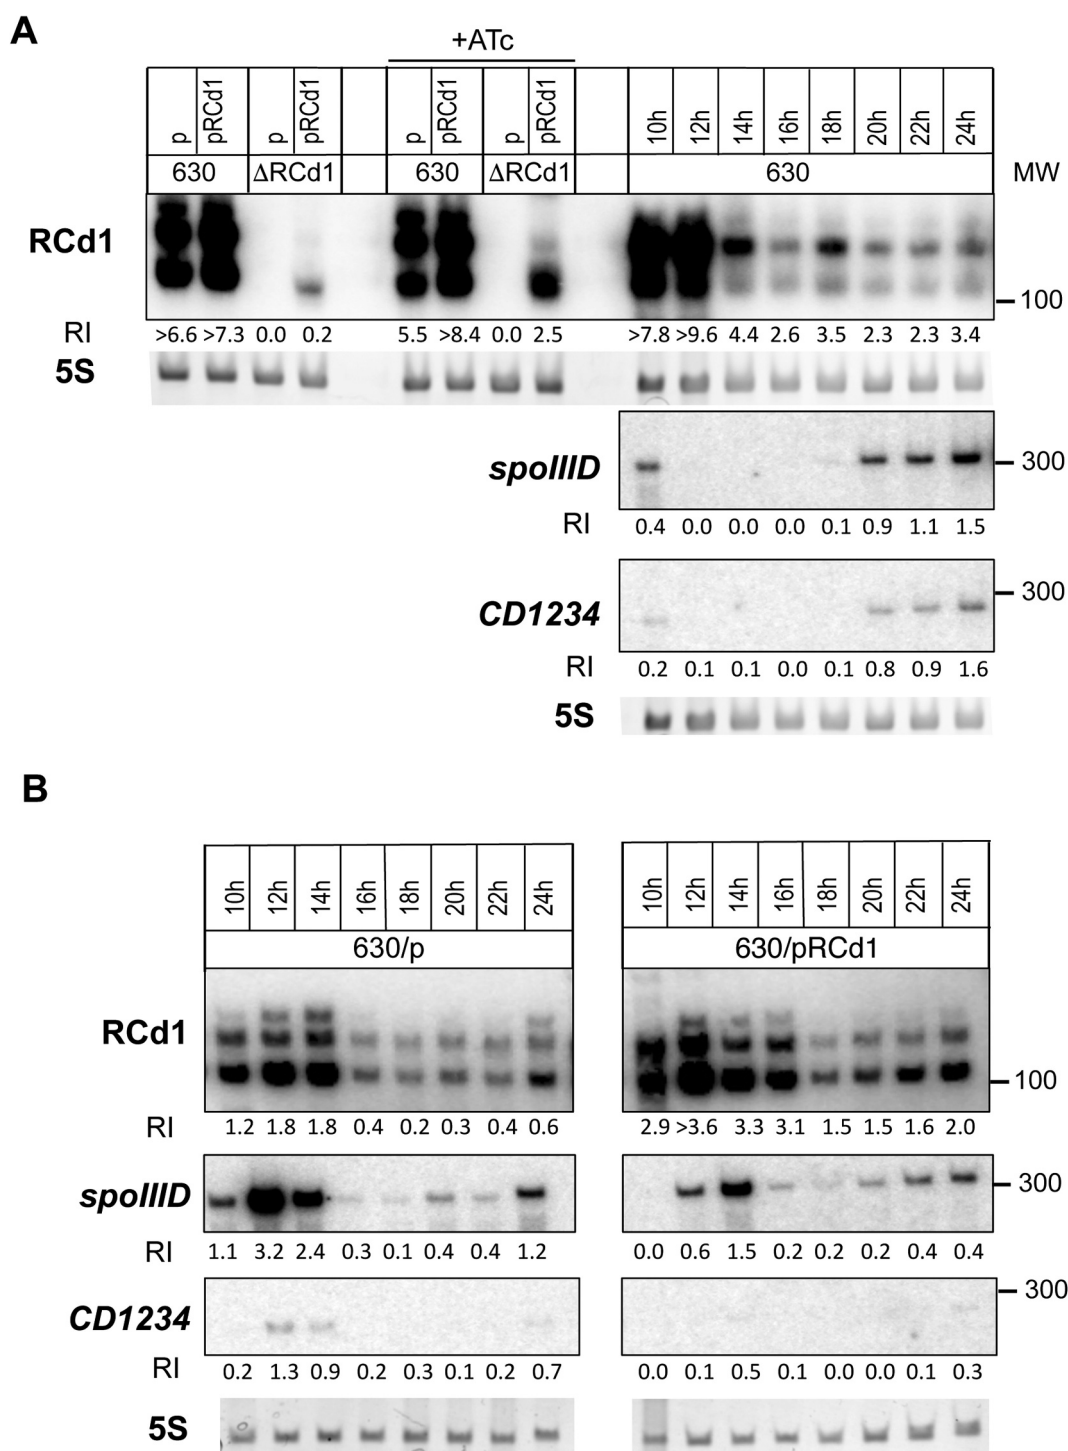 A
+ATc
p pRCd1 p pRCd1 p pRCd1 p pRCd1 10h 12h 14h 16h 18h 20h 22h 24h
630 ΔRCd1 630 ΔRCd1 630 MW
RCd1
100
RI >6.6 >7.3 0.0 0.2 5.5 >8.4 0.0 2.5 >7.8 >9.6 4.4 2.6 3.5 2.3 2.3 3.4
5S
spoIIID 300
RI 0.4 0.0 0.0 0.0 0.1 0.9 1.1 1.5
300
CD1234
RI 0.2 0.1 0.1 0.0 0.1 0.8 0.9 1.6
5S
B
10h 12h 14h 16h 18h 20h 22h 24h 10h 12h 14h 16h 18h 20h 22h 24h
630/p 630/pRCd1
RCd1
100
RI 1.2 1.8 1.8 0.4 0.2 0.3 0.4 0.6 2.9 >3.6 3.3 3.1 1.5 1.5 1.6 2.0
spoIIID 300
RI 1.1 3.2 2.4 0.3 0.1 0.4 0.4 1.2 0.0 0.6 1.5 0.2 0.2 0.2 0.4 0.4
300
CD1234
RI 0.2 1.3 0.9 0.2 0.3 0.1 0.2 0.7 0.0 0.1 0.5 0.1 0.0 0.0 0.1 0.3
5S